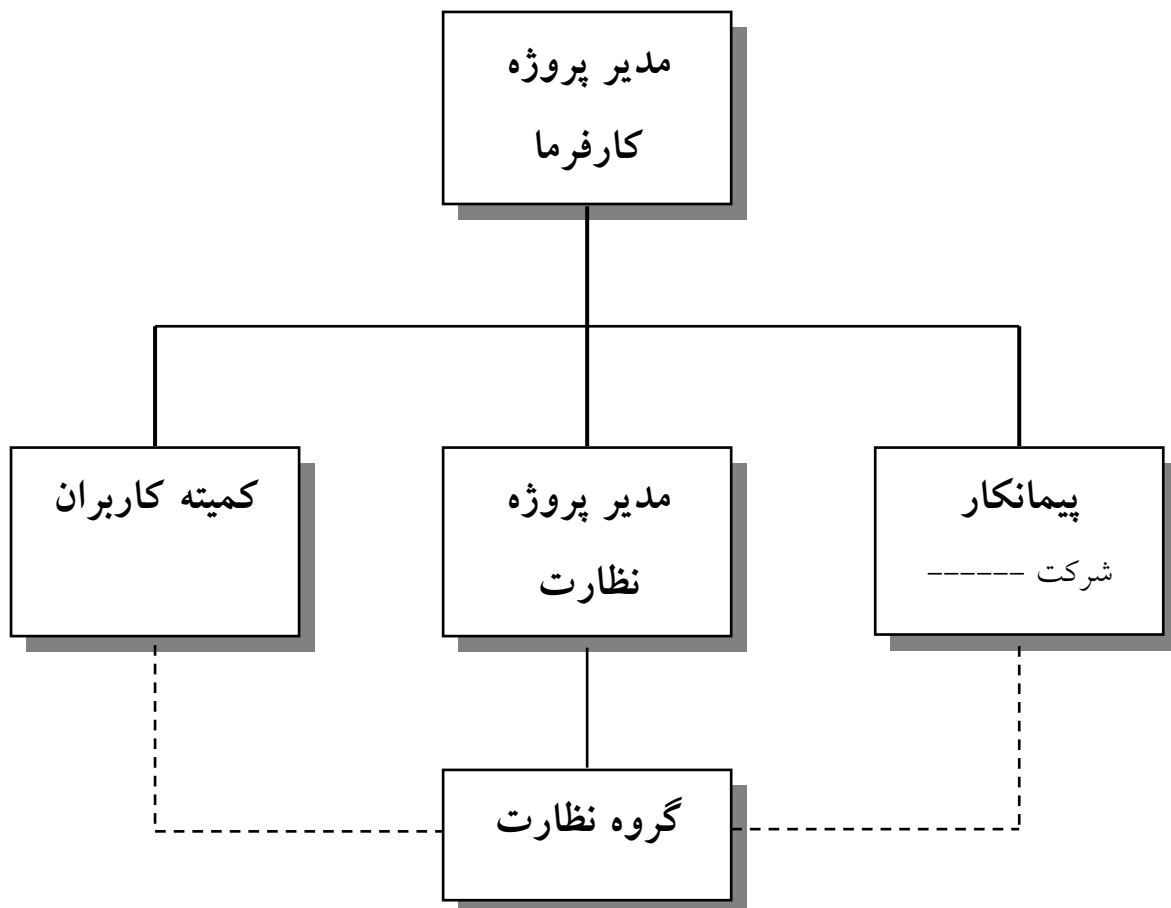 مدیر پروژه
کارفرما
پیمانکار
شرکت ------
مدیر پروژه
نظارت
کمیته کاربران
گروه نظارت